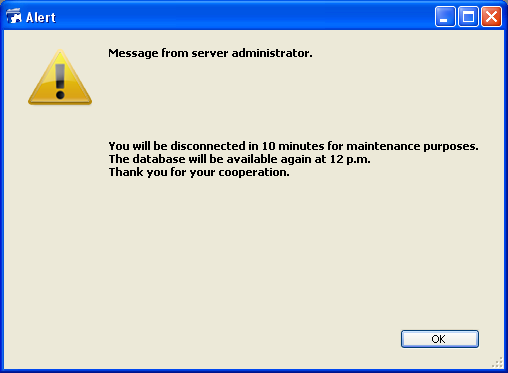 Alert
Message from server administrator.
You will be disconnected in 10 minutes for maintenance purposes.
The database will be available again at 12 p.m.
Thank you for your cooperation.
OK